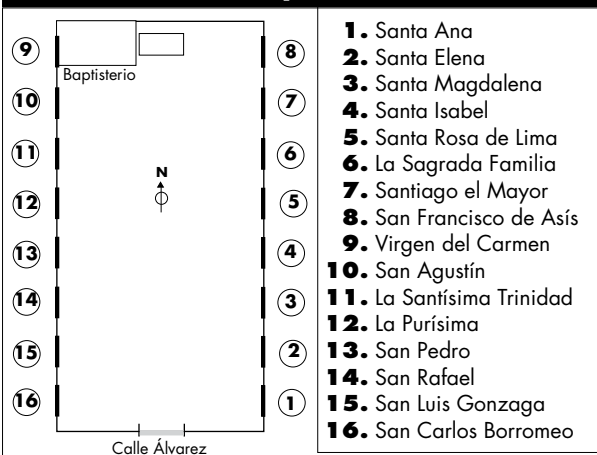 9
8
Baptisterio
10
7
11
6
N
12
5
13
4
14
3
15
2
16
1
Calle Álvarez
1. Santa Ana
2. Santa Elena
3. Santa Magdalena
4. Santa Isabel
5. Santa Rosa de Lima
6. La Sagrada Familia
7. Santiago el Mayor
8. San Francisco de Asís
9. Virgen del Carmen
10. San Agustín
11. La Santísima Trinidad
12. La Purísima
13. San Pedro
14. San Rafael
15. San Luis Gonzaga
16. San Carlos Borromeo